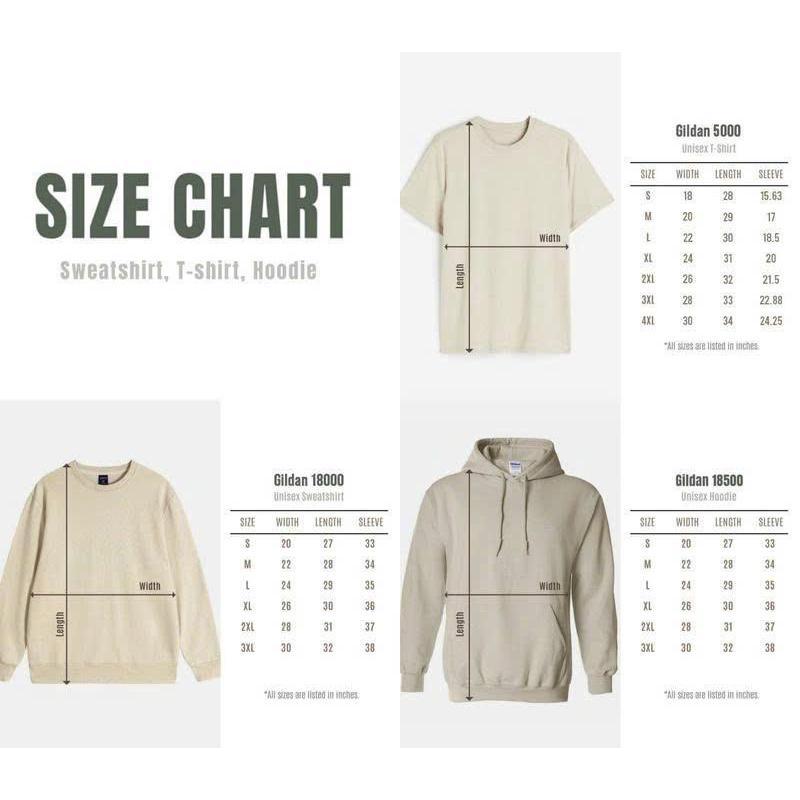 SIZE CHART
Sweatshirt, T-shirt, Hoodie
Width
Length
Gildan 5000
Unisex T-Shirt
SIZE WIDTH LENGTH SLEEVE
S 18 28 15.63
M 20 29 17
L 22 30 18.5
XL 24 31 20
2XL 26 32 21.5
3XL 28 33 22.88
4XL 30 34 24.25
*All sizes are listed in inches.
Width
Length
Gildan 18000
Unisex Sweatshirt
SIZE WIDTH LENGTH SLEEVE
S 20 27 33
M 22 28 34
L 24 29 35
XL 26 30 36
2XL 28 31 37
3XL 30 32 38
*All sizes are listed in inches.
Width
Length
Gildan 18500
Unisex Hoodie
SIZE WIDTH LENGTH SLEEVE
S 20 27 33
M 22 28 34
L 24 29 35
XL 26 30 36
2XL 28 31 37
3XL 30 32 38
*All sizes are listed in inches.